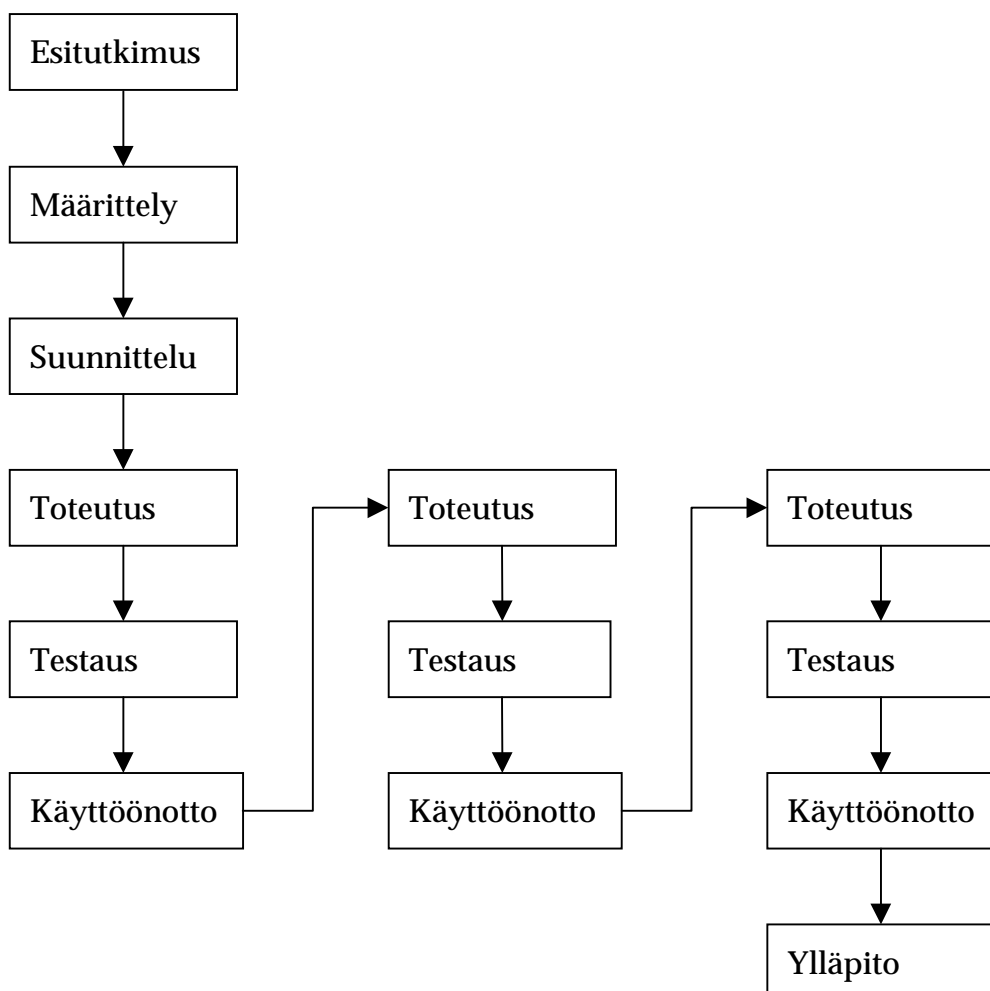 Esitutkimus
Määrittely
Suunnittelu
Toteutus
Testaus
Käyttöönotto
Toteutus
Testaus
Käyttöönotto
Toteutus
Testaus
Käyttöönotto
Ylläpito